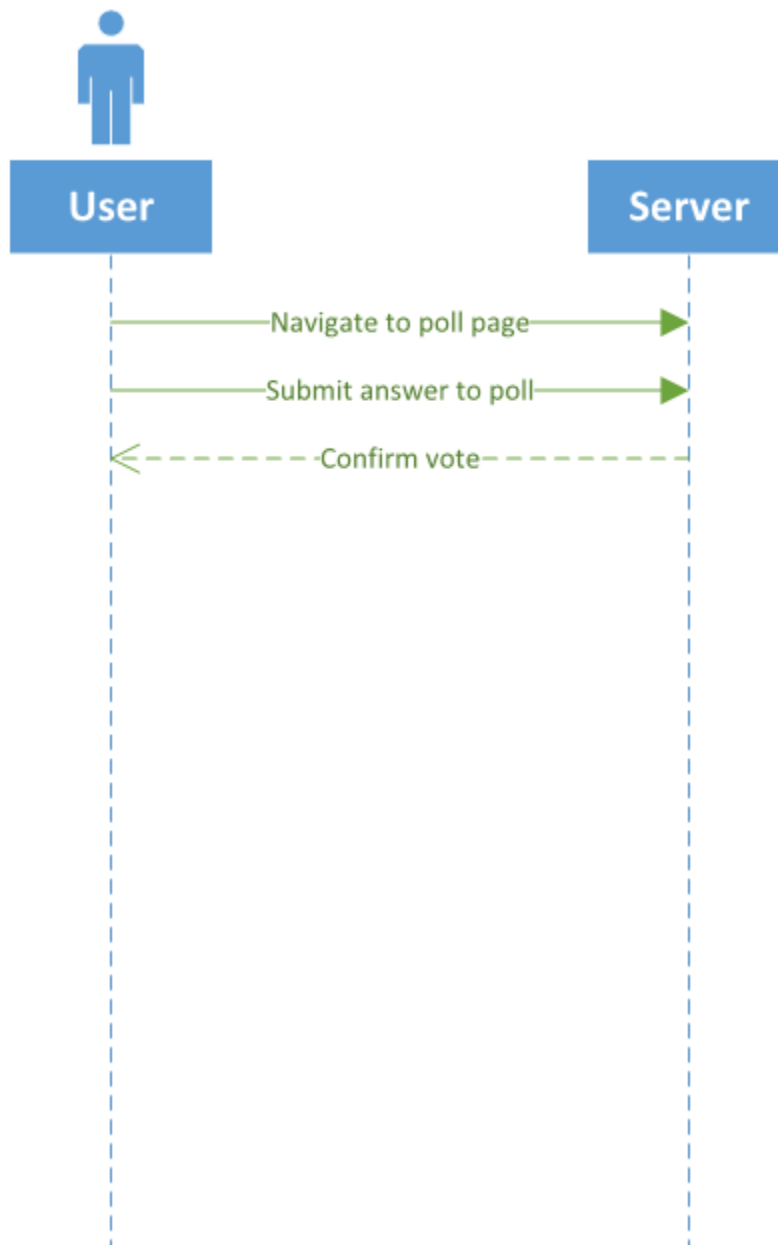 User
Server
Navigate to poll page
Submit answer to poll
Confirm vote